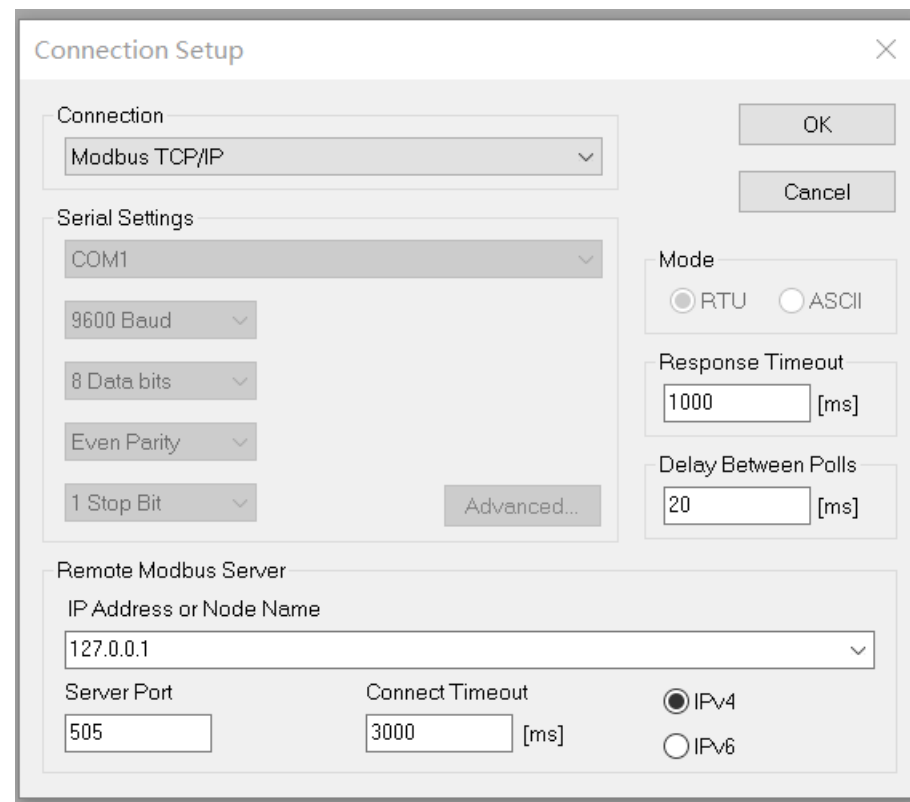 Connection Setup
Connection
OK
Modbus TCP/IP
Cancel
Serial Settings
COM1
Mode
RTU ASCII
9600 Baud
Response Timeout
8 Data bits
1000 [ms]
Even Parity
Delay Between Polls
1 Stop Bit Advanced...
20 [ms]
Remote Modbus Server
IP Address or Node Name
127.0.0.1
Server Port Connect Timeout
IPv4
505 3000 [ms]
IPv6